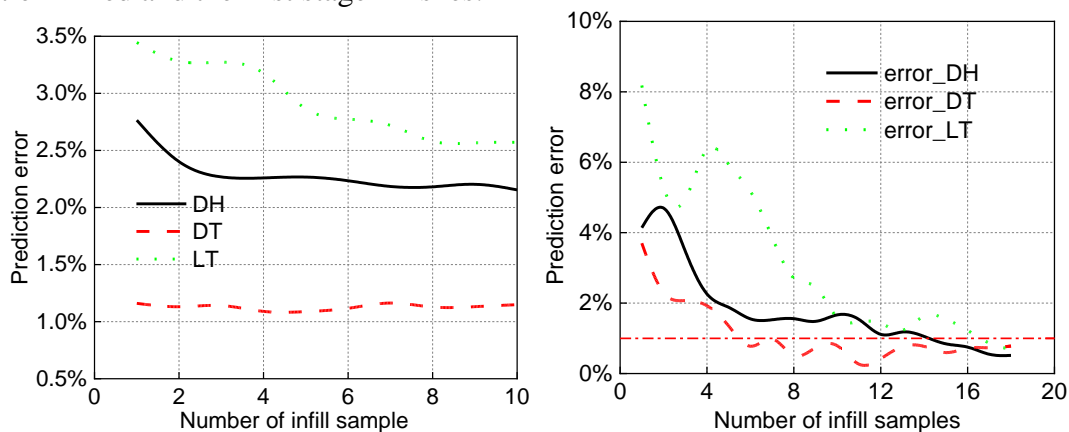 3.5%
3.0%
2.5%
2.0%
1.5%
1.0%
0.5%
Prediction error
DH
DT
LT
0 2 4 6 8 10
Number of infill sample
10%
8%
6%
4%
2%
0%
Prediction error
error_DH
error_DT
error_LT
0 4 8 12 16 20
Number of infill samples